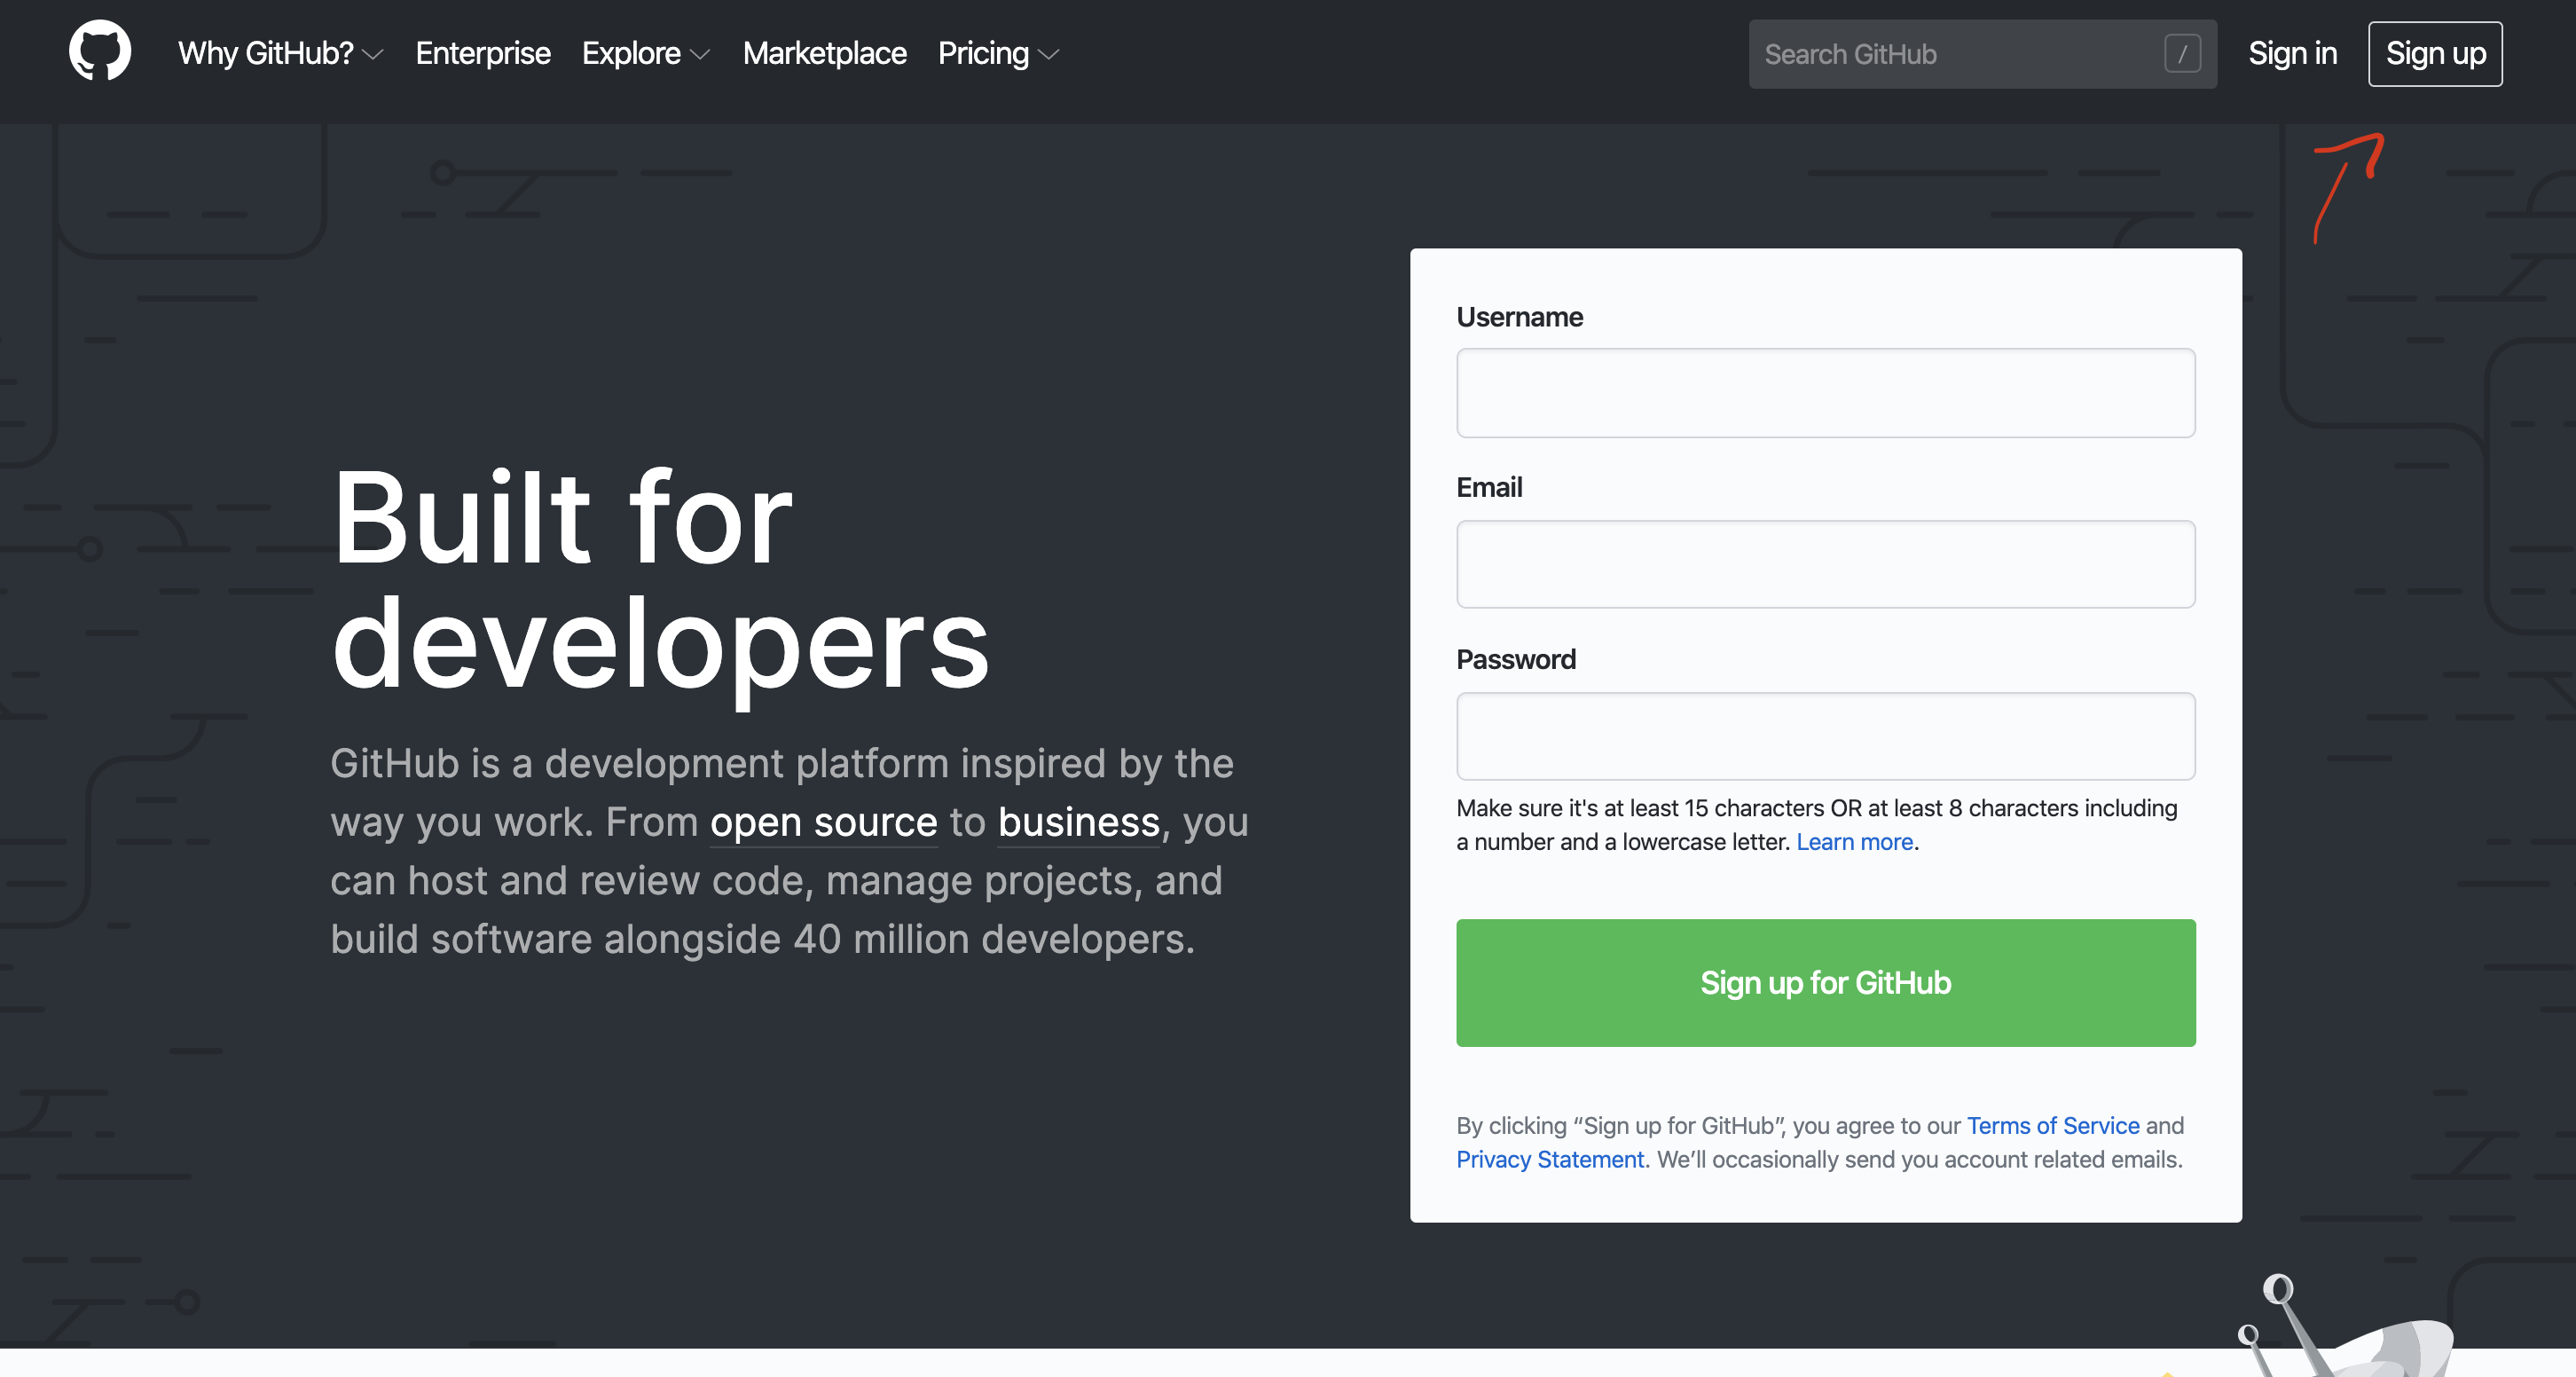 Why GitHub? Enterprise Explore Marketplace Pricing Search GitHub / Sign in Sign up
Built for
developers
GitHub is a development platform inspired by the
way you work. From open source to business, you
can host and review code, manage projects, and
build software alongside 40 million developers.
Username
Email
Password
Make sure it's at least 15 characters OR at least 8 characters including
a number and a lowercase letter. Learn more.
Sign up for GitHub
By clicking “Sign up for GitHub”, you agree to our Terms of Service and
Privacy Statement. We’ll occasionally send you account related emails.